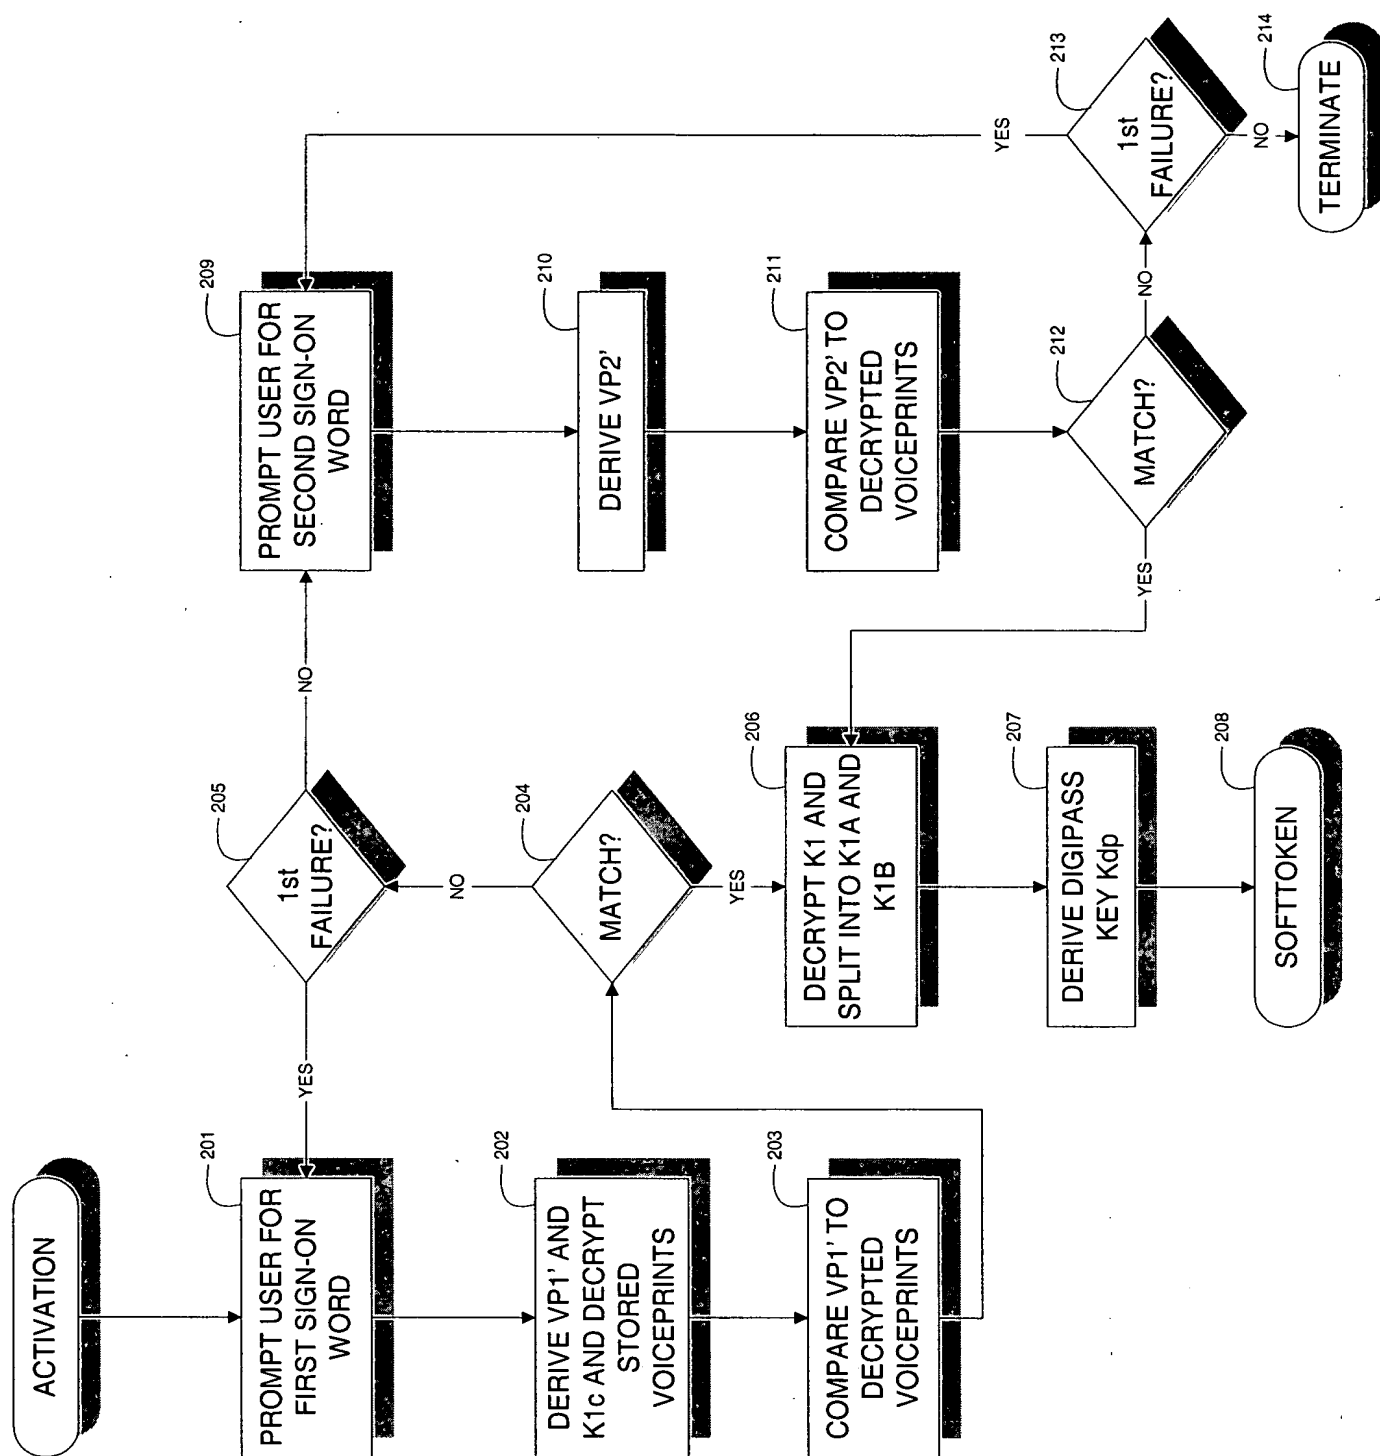 ACTIVATION
201
PROMPT USER FOR
FIRST SIGN-ON
WORD
202
DERIVE VP1' AND
K1c AND DECRYPT
STORED
VOICEPRINTS
203
COMPARE VP1' TO
DECRYPTED
VOICEPRINTS
204
MATCH?
NO
YES
205
1st
FAILURE?
YES
NO
206
DECRYPT K1 AND
SPLIT INTO K1A AND
K1B
207
DERIVE DIGIPASS
KEY Kdp
208
SOFTTOKEN
209
PROMPT USER FOR
SECOND SIGN-ON
WORD
210
DERIVE VP2'
211
COMPARE VP2' TO
DECRYPTED
VOICEPRINTS
212
MATCH?
YES
NO
213
1st
FAILURE?
YES
NO
214
TERMINATE